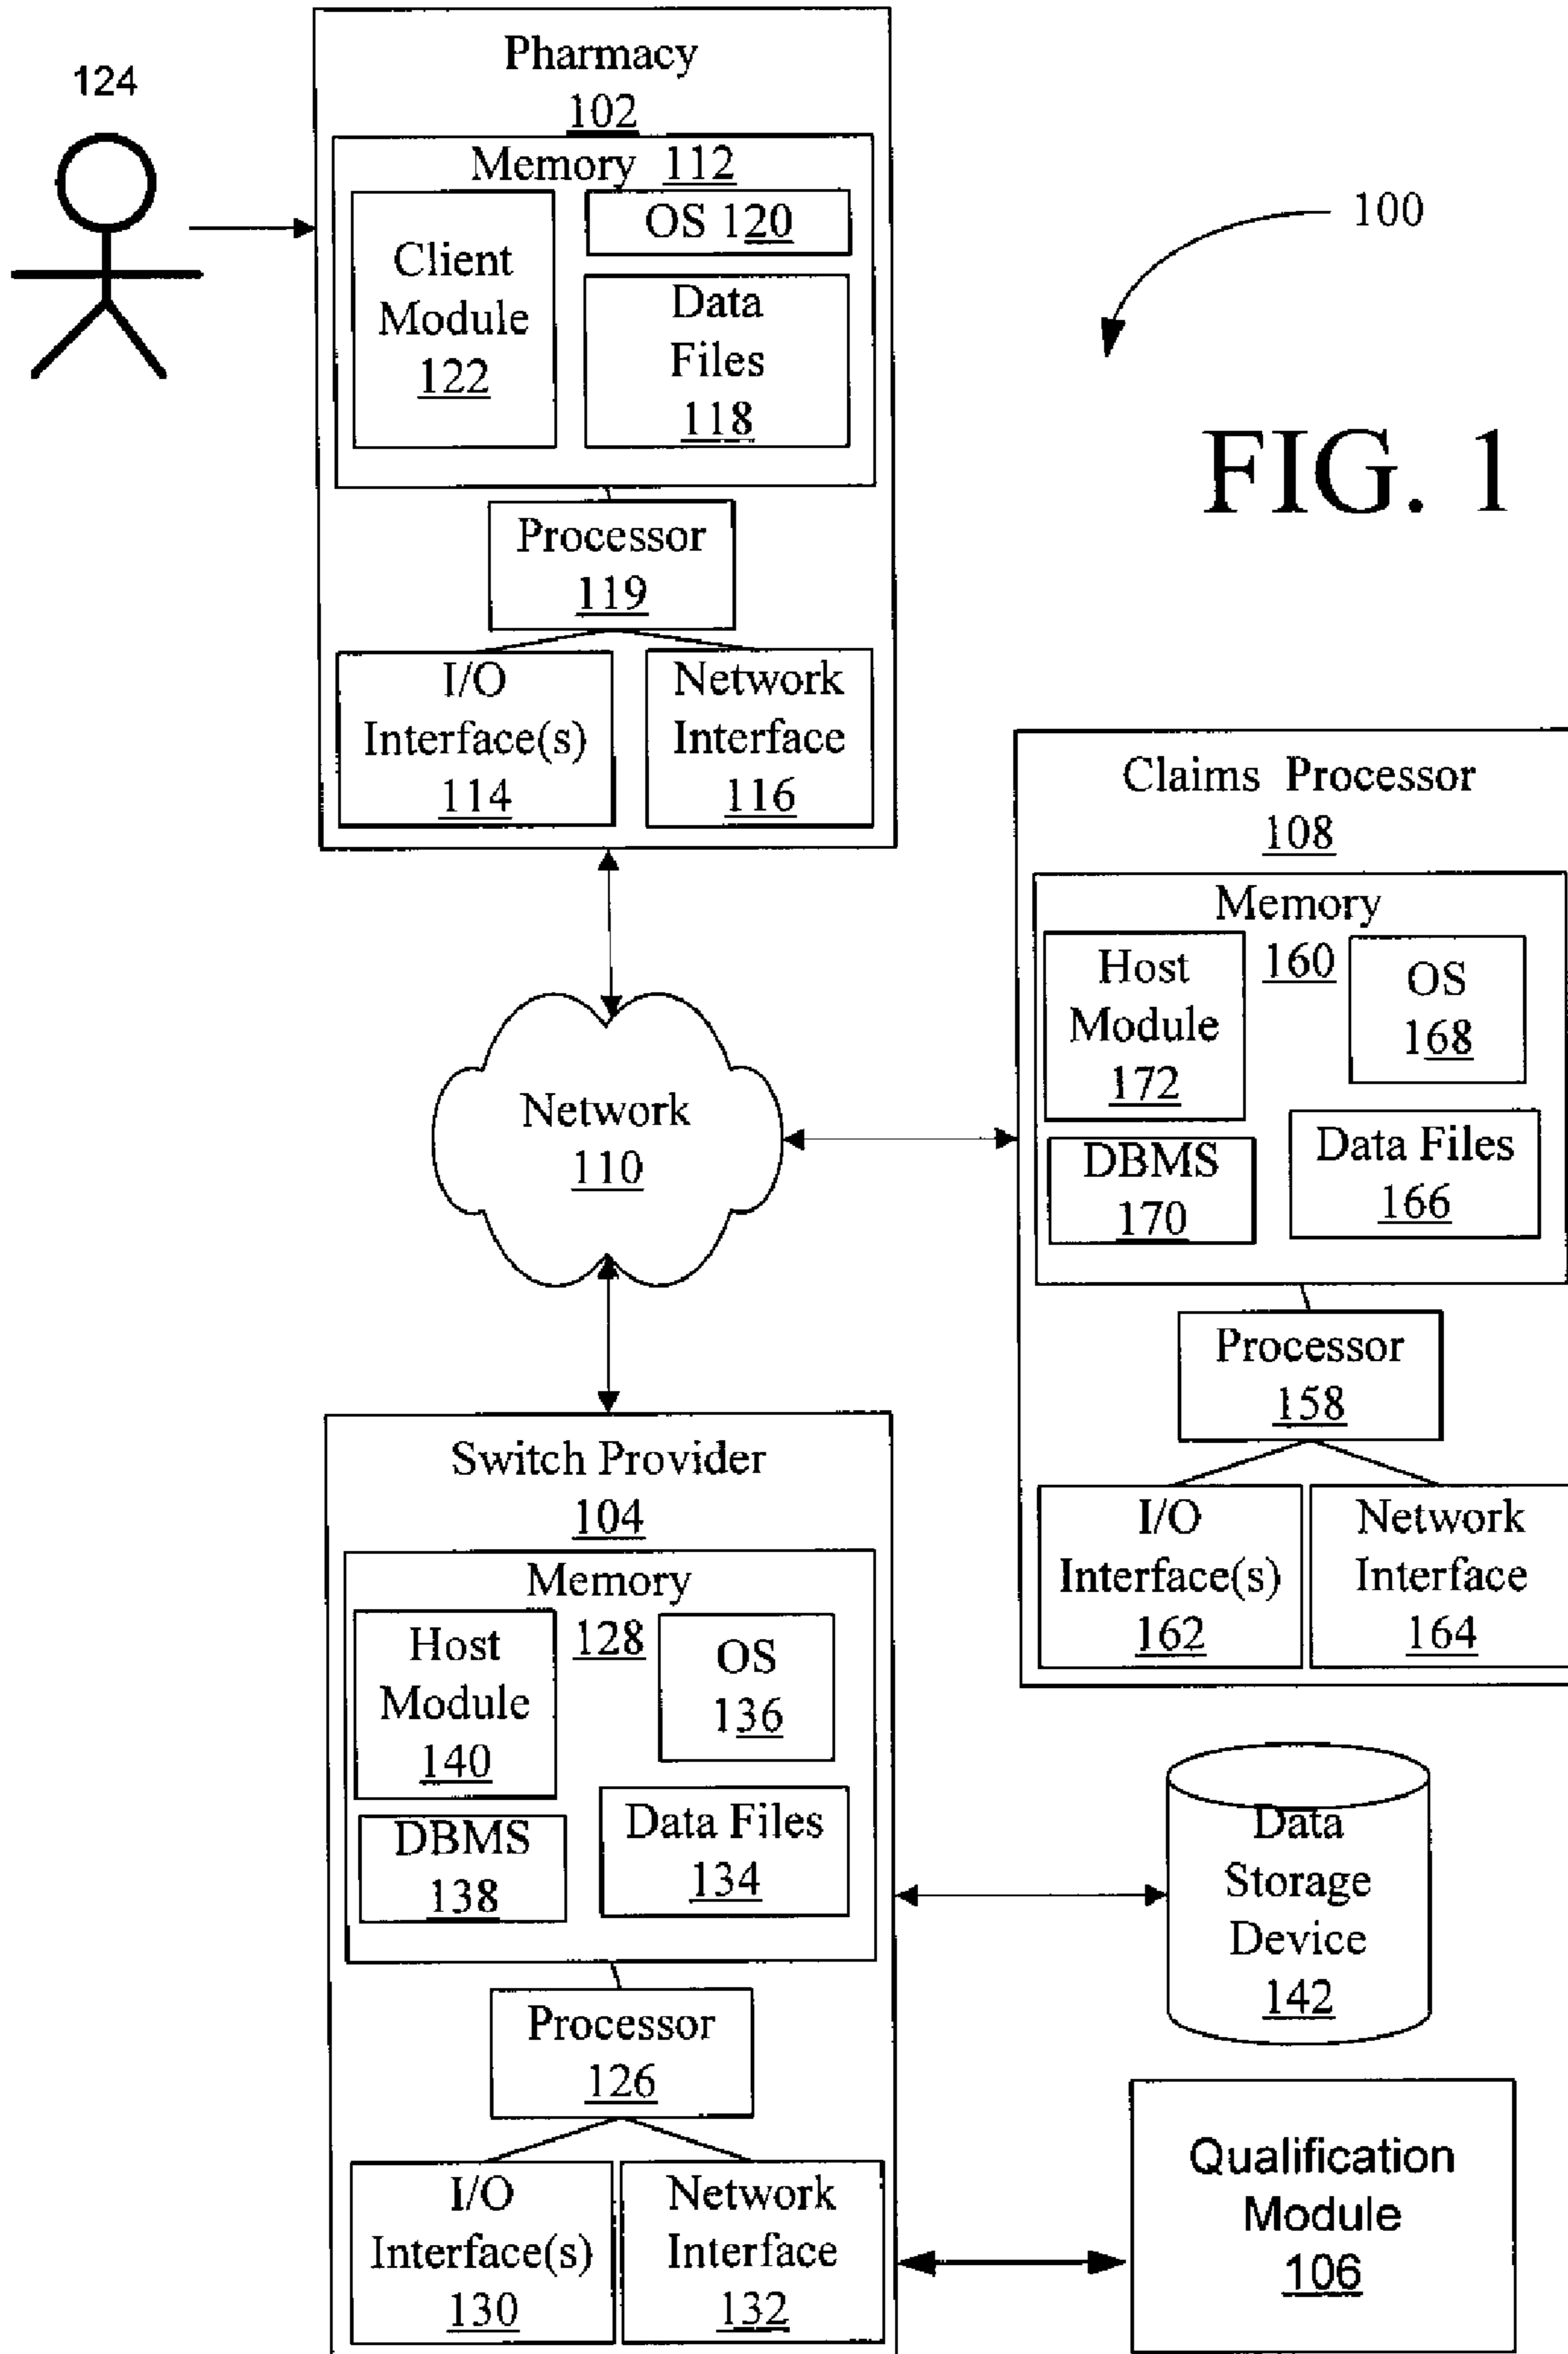 124
Pharmacy
102
Memory 112
Client
Module
122
OS 120
Data
Files
118
Processor
119
I/O
Interface(s)
114
Network
Interface
116
100
FIG. 1
Claims Processor
108
Memory
160
Host
Module
172
OS
168
DBMS
170
Data Files
166
Processor
158
I/O
Interface(s)
162
Network
Interface
164
Network
110
Switch Provider
104
Memory
128
Host
Module
140
OS
136
DBMS
138
Data Files
134
Processor
126
I/O
Interface(s)
130
Network
Interface
132
Data
Storage
Device
142
Qualification
Module
106